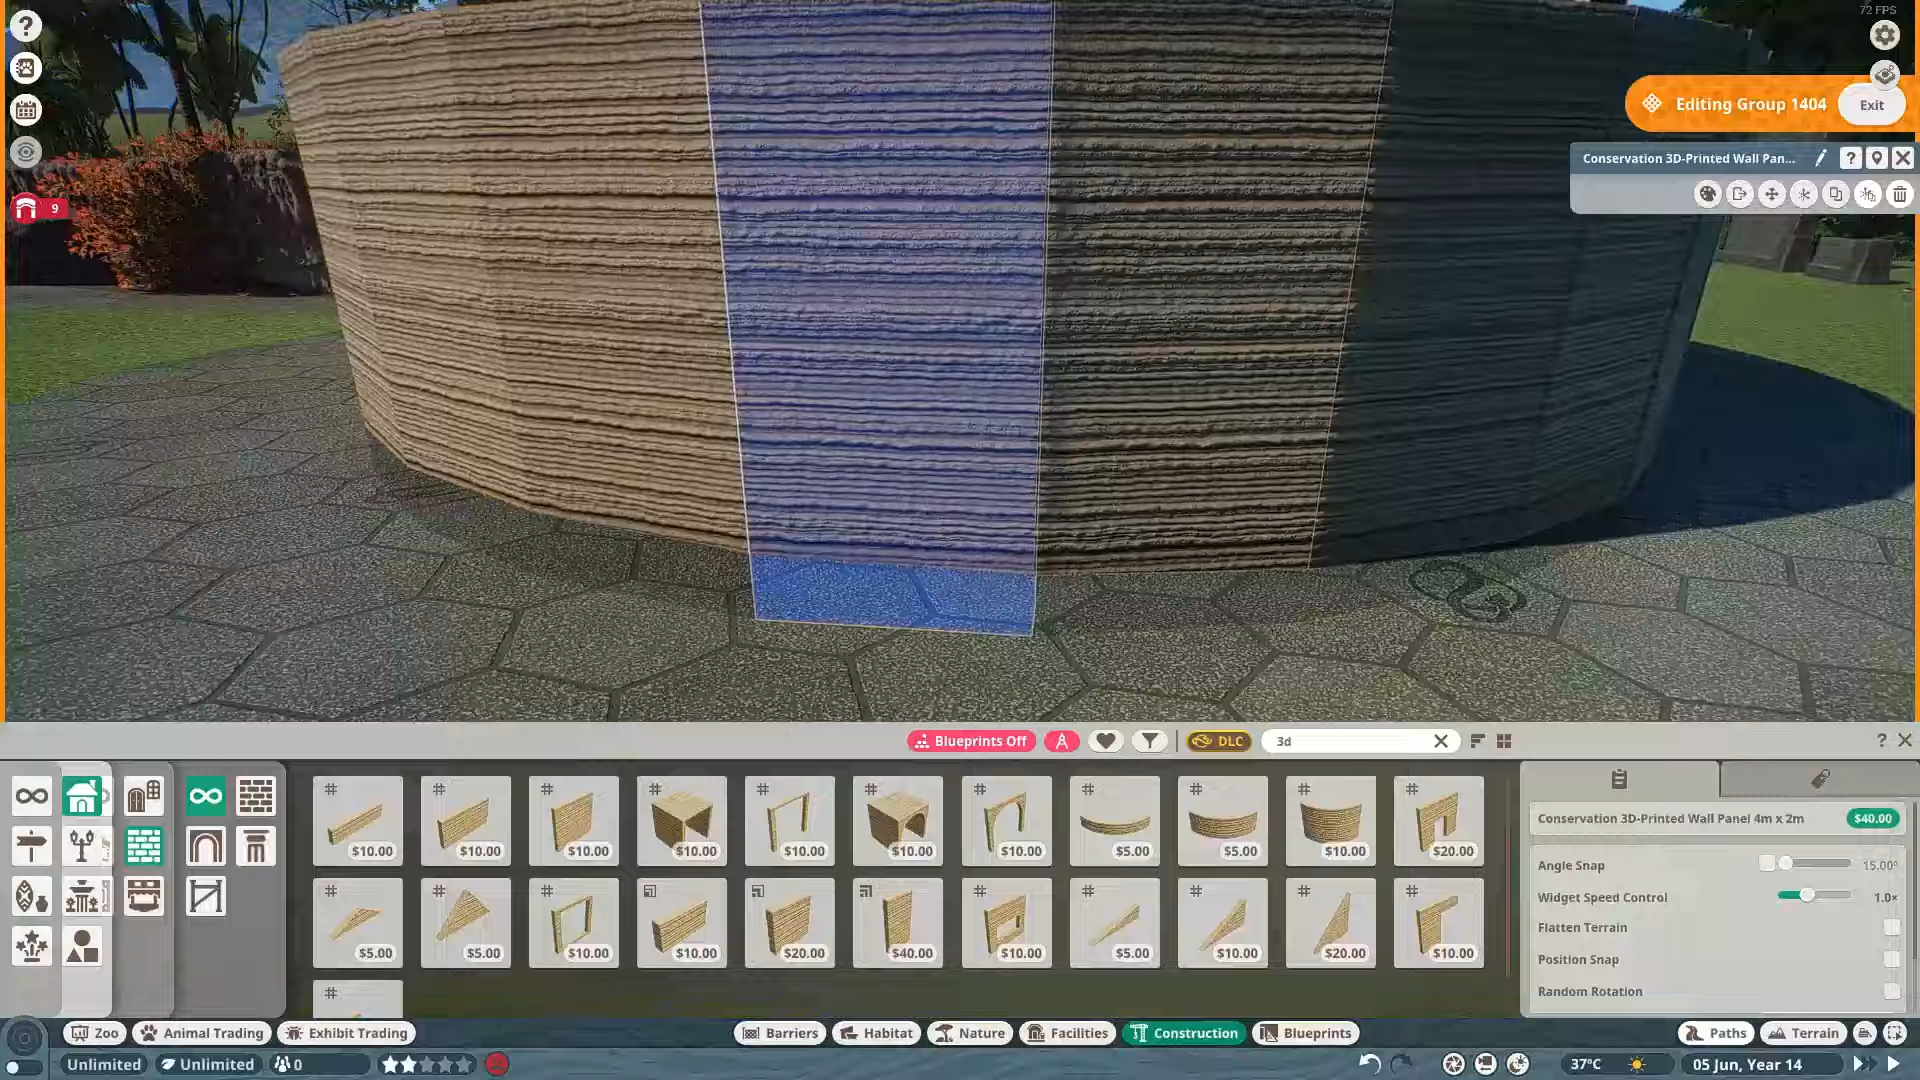 72 FPS
Editing Group 1404
Exit
Conservation 3D-Printed Wall Pan...
?
?
9
Blueprints Off
DLC
3d
?
$10.00 $10.00 $10.00 $10.00 $10.00 $10.00 $10.00 $5.00 $5.00 $10.00 $20.00
$5.00 $5.00 $10.00 $10.00 $20.00 $40.00 $10.00 $5.00 $10.00 $20.00 $10.00
Conservation 3D-Printed Wall Panel 4m x 2m $40.00
Angle Snap 15.00°
Widget Speed Control 1.0×
Flatten Terrain
Position Snap
Random Rotation
Zoo Animal Trading Exhibit Trading Barriers Habitat Nature Facilities Construction Blueprints Paths Terrain
Unlimited Unlimited 0 37°C 05 Jun, Year 14